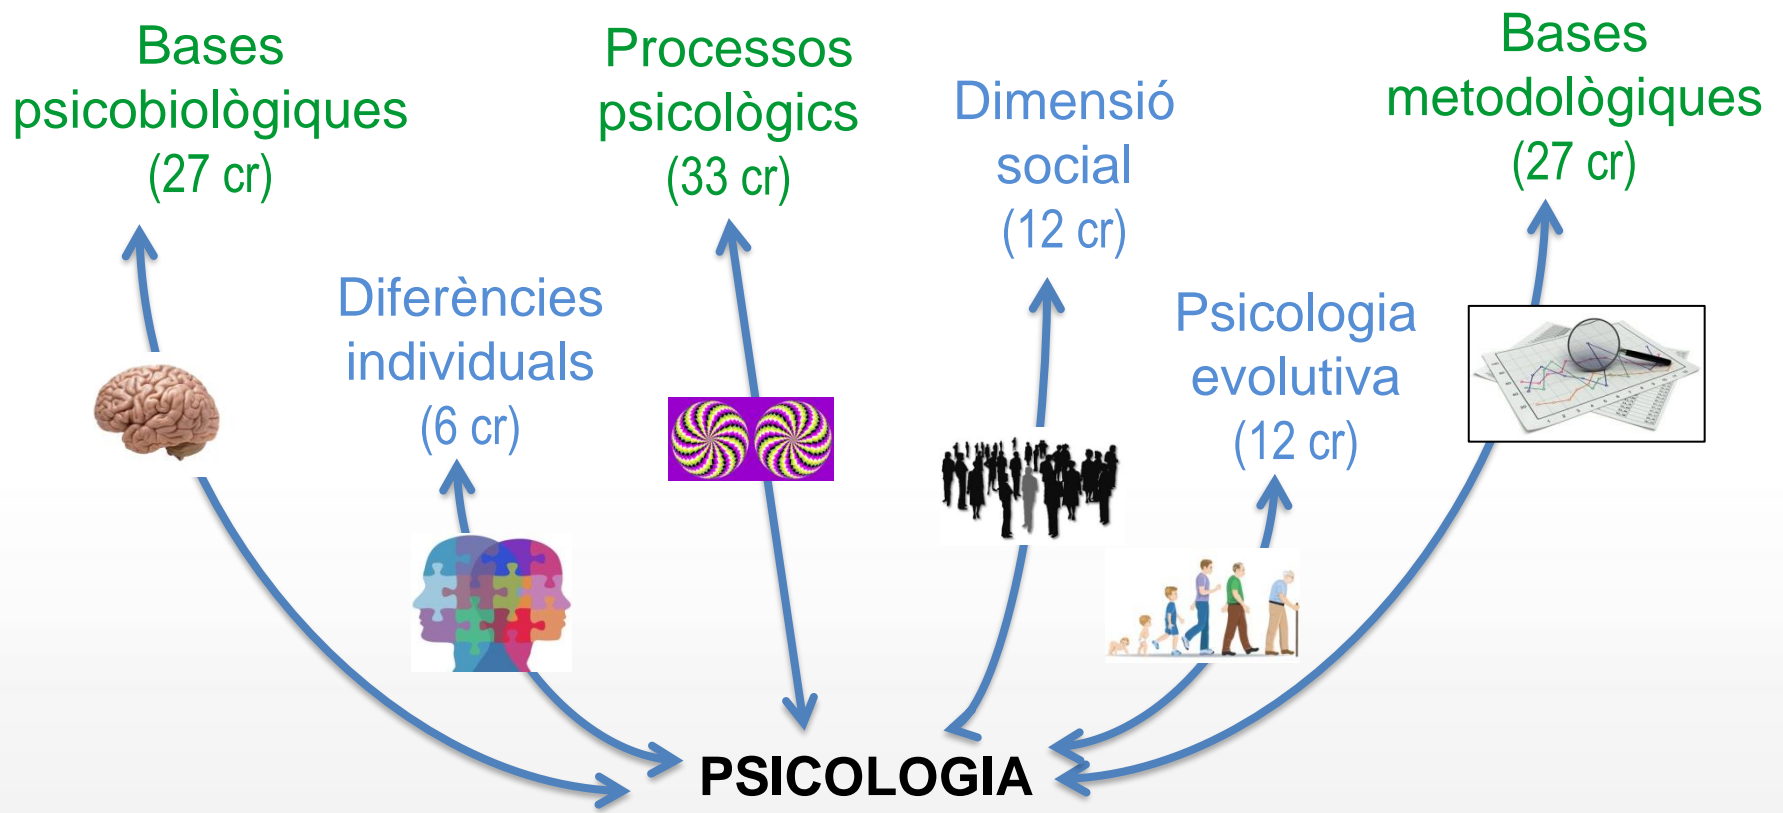 Bases
psicobiològiques
(27 cr)
Diferències
individuals
(6 cr)
Processos
psicològics
(33 cr)
Dimensió
social
(12 cr)
Psicologia
evolutiva
(12 cr)
Bases
metodològiques
(27 cr)
PSICOLOGIA